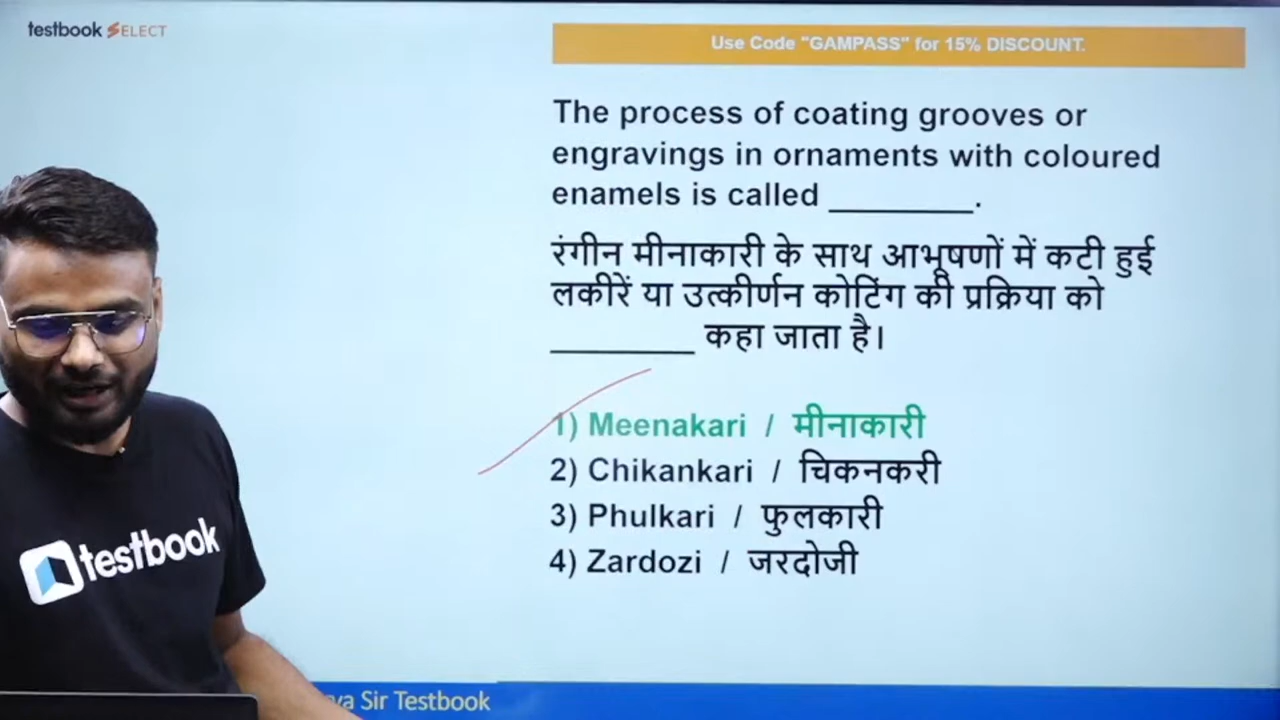 testbook SELECT
Use Code "GAMPASS" for 15% DISCOUNT.
The process of coating grooves or
engravings in ornaments with coloured
enamels is called ________.
रंगीन मीनाकारी के साथ आभूषणों में कटी हुई
लकीरें या उत्कीर्णन कोटिंग की प्रक्रिया को
________ कहा जाता है।
1) Meenakari / मीनाकारी
2) Chikankari / चिकनकरी
3) Phulkari / फुलकारी
4) Zardozi / जरदोजी
testbook
Sir Testbook